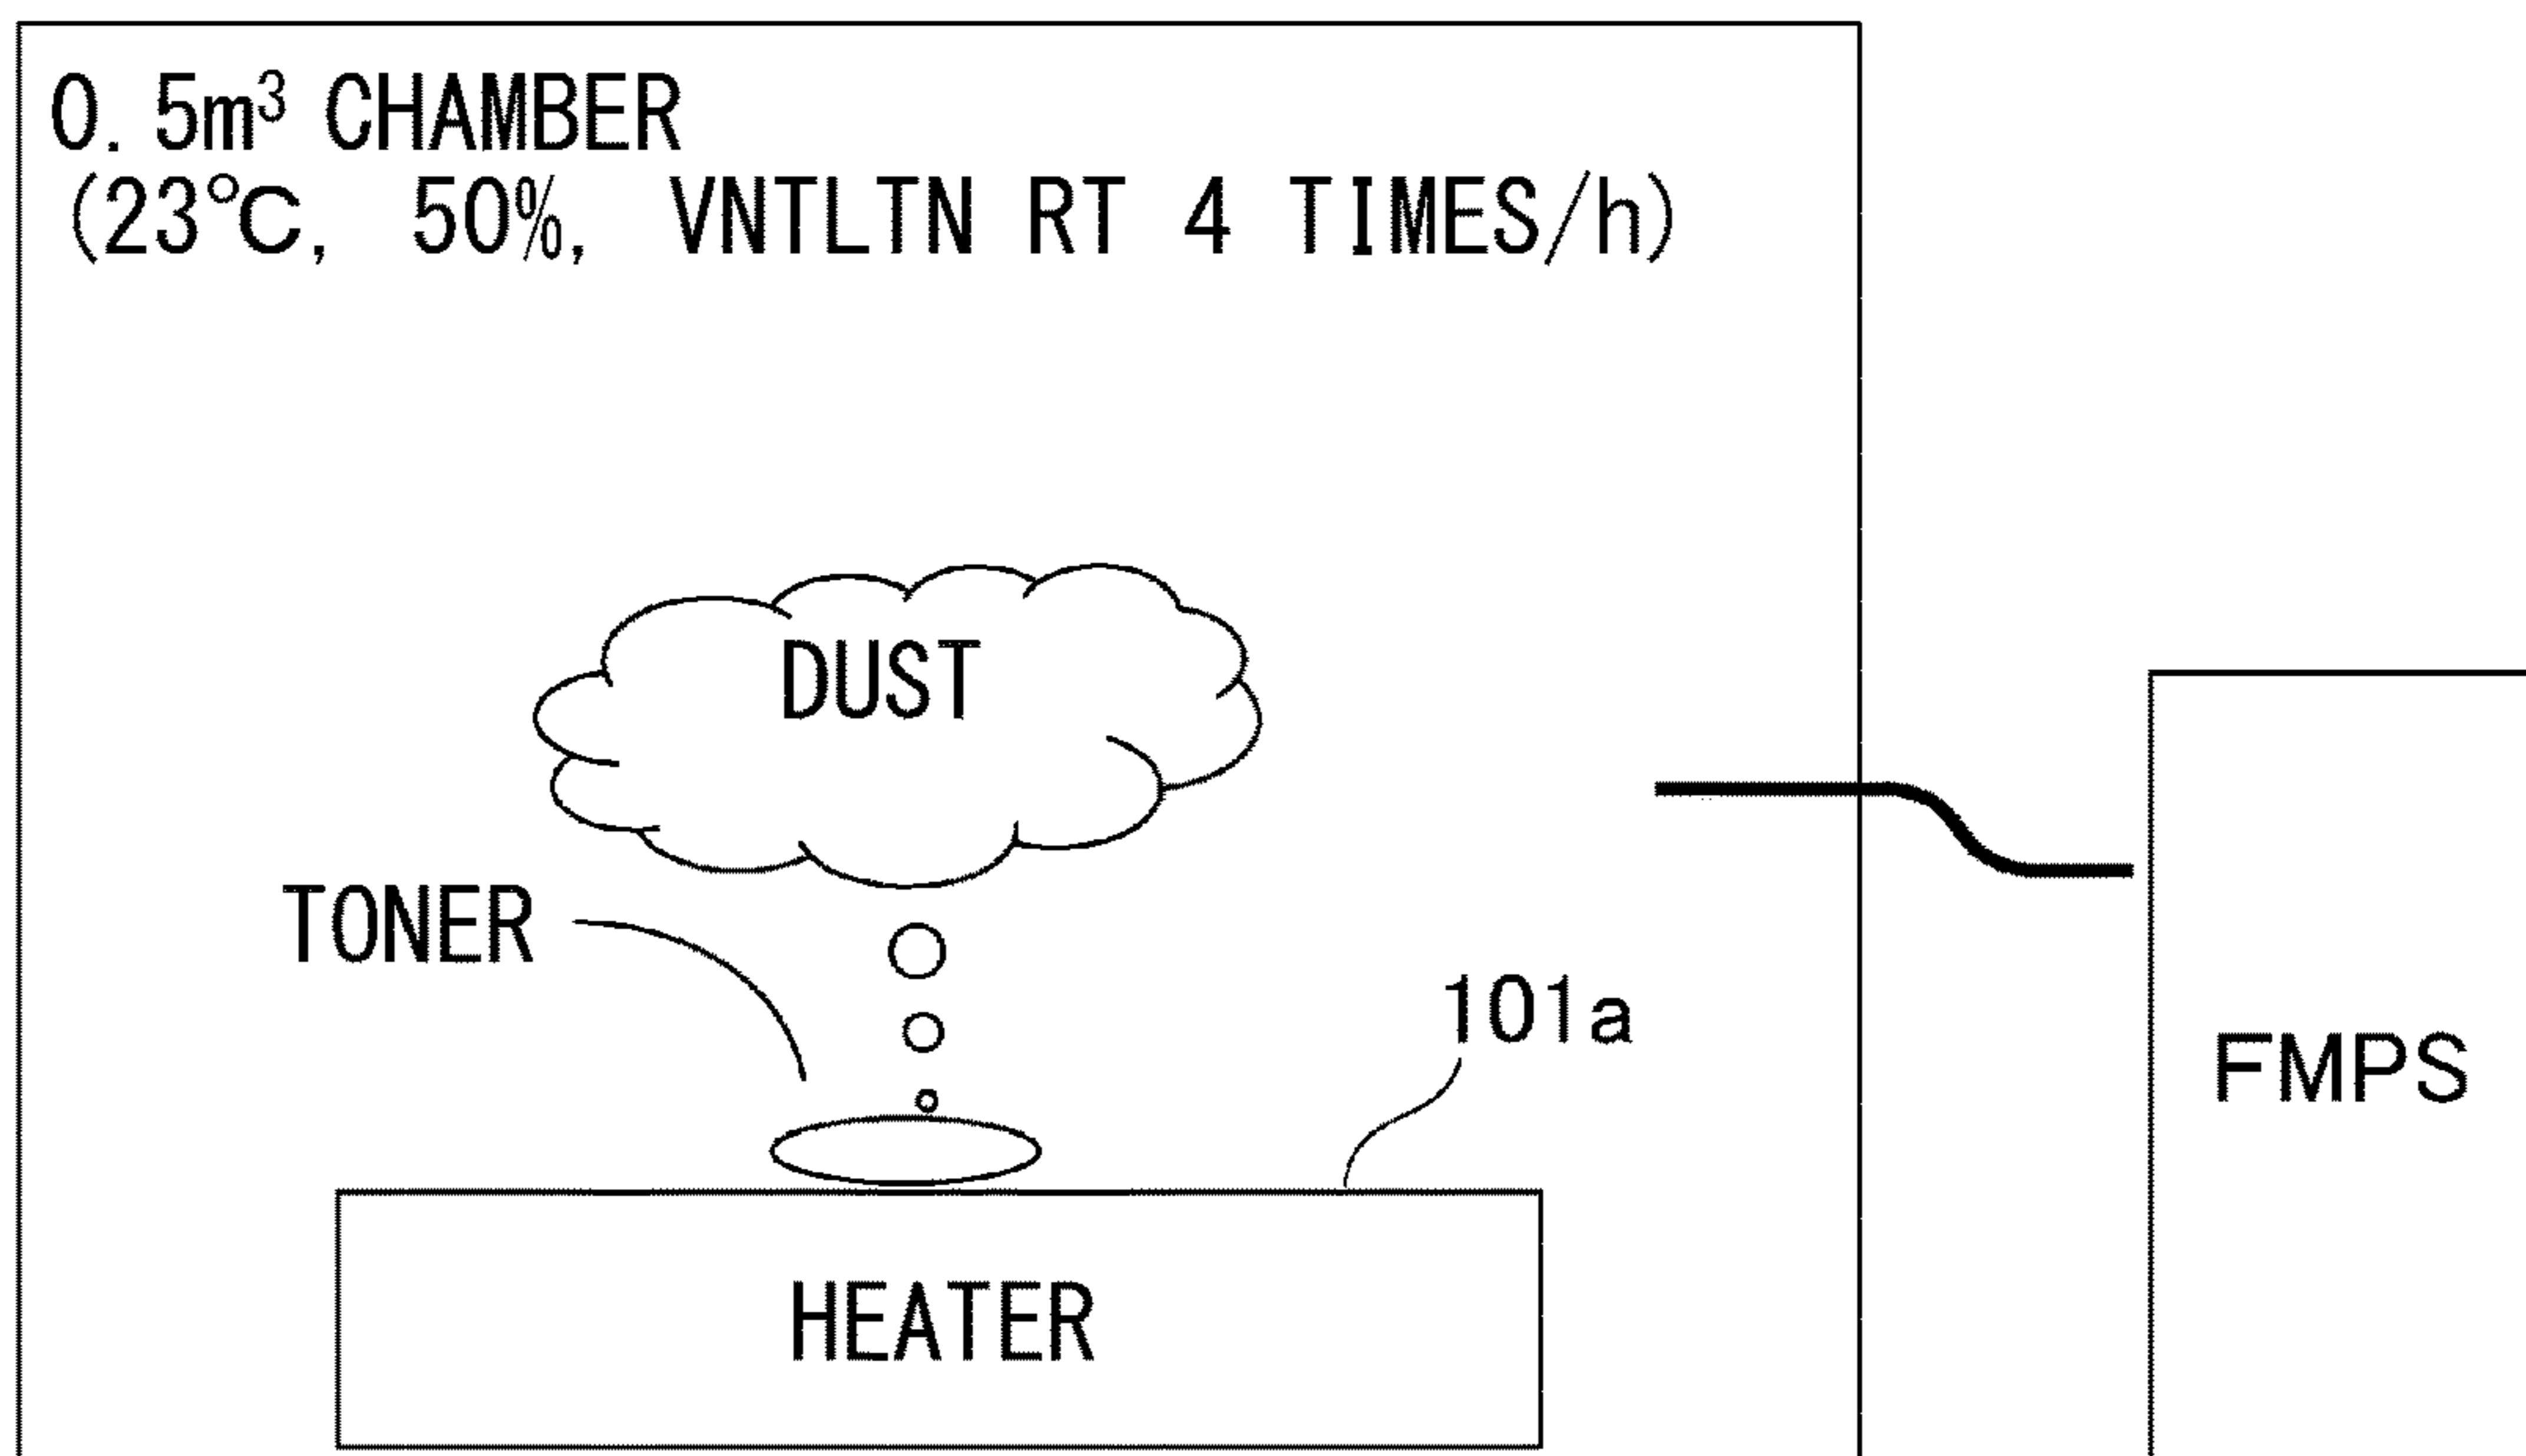 0.5m³ CHAMBER
(23℃, 50%, VNTLTN RT 4 TIMES/h)
DUST
TONER
101a
FMPS
HEATER